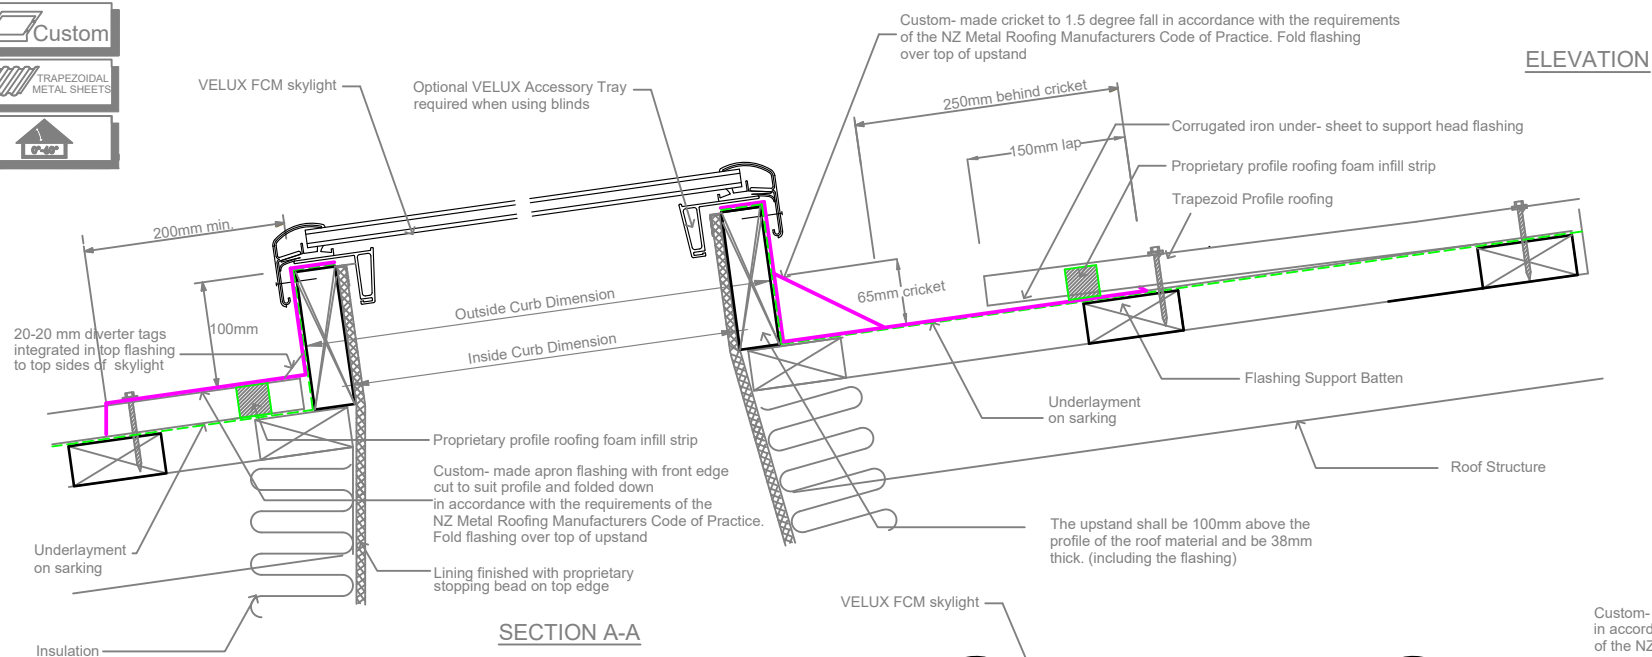 Custom
TRAPEZOIDAL
METAL SHEETS
0°-60°
VELUX FCM skylight
Optional VELUX Accessory Tray
required when using blinds
Custom- made cricket to 1.5 degree fall in accordance with the requirements
of the NZ Metal Roofing Manufacturers Code of Practice. Fold flashing
over top of upstand
ELEVATION
250mm behind cricket
Corrugated iron under- sheet to support head flashing
150mm lap
Proprietary profile roofing foam infill strip
Trapezoid Profile roofing
200mm min.
65mm cricket
Outside Curb Dimension
100mm
Inside Curb Dimension
20-20 mm diverter tags
integrated in top flashing
to top sides of skylight
Flashing Support Batten
Underlayment
on sarking
Proprietary profile roofing foam infill strip
Custom- made apron flashing with front edge
cut to suit profile and folded down
in accordance with the requirements of the
NZ Metal Roofing Manufacturers Code of Practice.
Fold flashing over top of upstand
Roof Structure
The upstand shall be 100mm above the
profile of the roof material and be 38mm
thick. (including the flashing)
Underlayment
on sarking
Lining finished with proprietary
stopping bead on top edge
VELUX FCM skylight
Custom-
in accord
of the NZ
SECTION A-A
Insulation